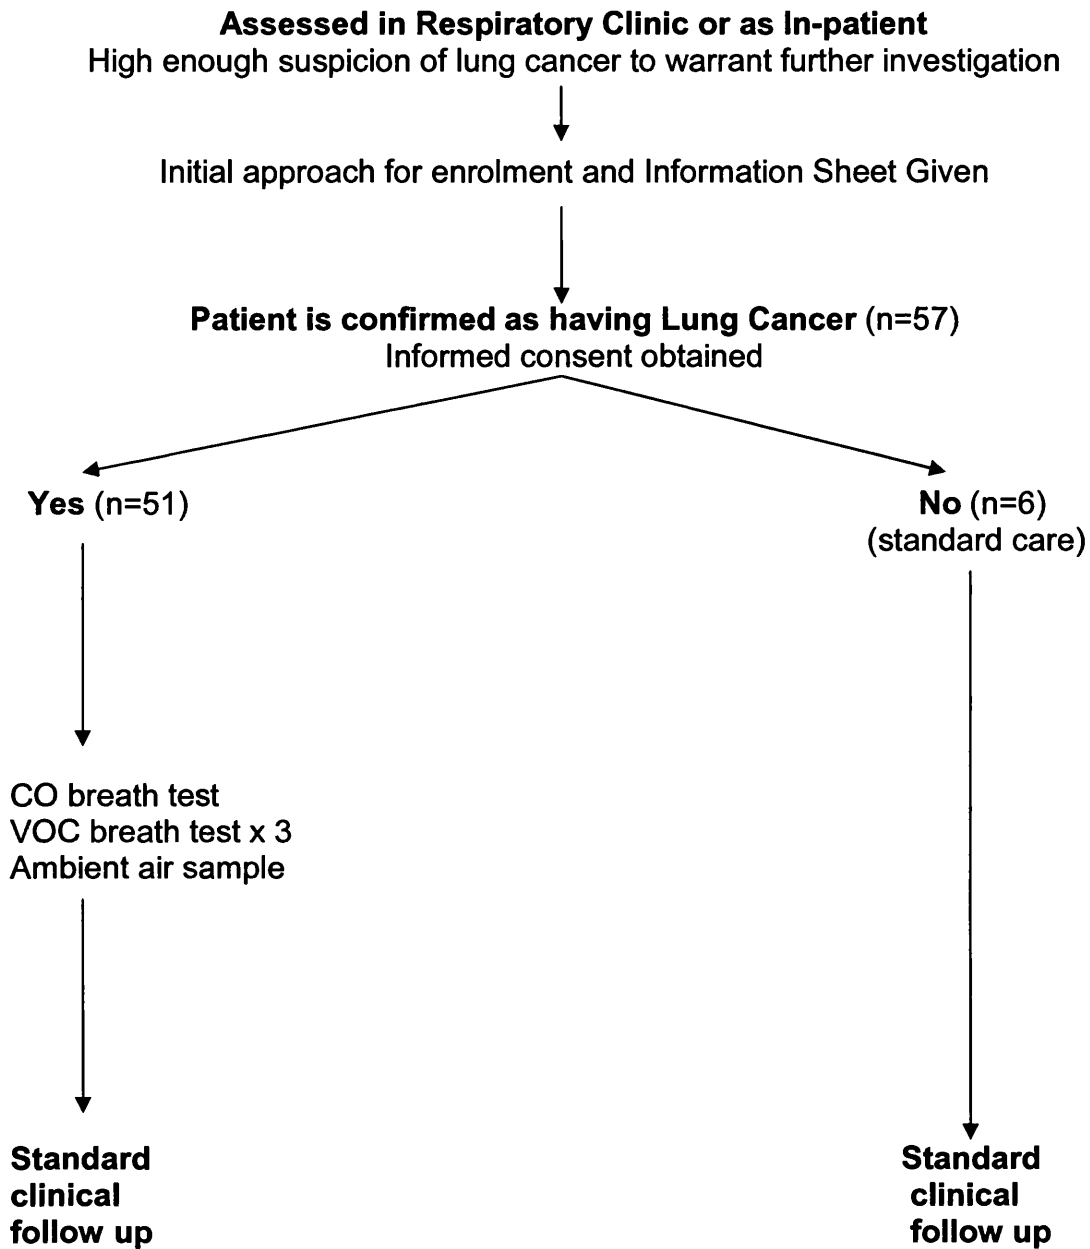 Assessed in Respiratory Clinic or as In-patient
High enough suspicion of lung cancer to warrant further investigation
Initial approach for enrolment and Information Sheet Given
Patient is confirmed as having Lung Cancer (n=57)
Informed consent obtained
Yes (n=51)
No (n=6)
(standard care)
CO breath test
VOC breath test x 3
Ambient air sample
Standard
clinical
follow up
Standard
clinical
follow up